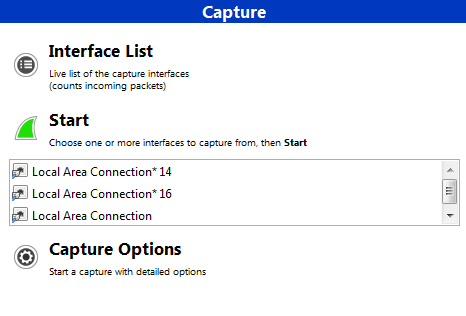 Capture
Interface List
Live list of the capture interfaces
(counts incoming packets)
Start
Choose one or more interfaces to capture from, then Start
Local Area Connection* 14
Local Area Connection* 16
Local Area Connection
Capture Options
Start a capture with detailed options